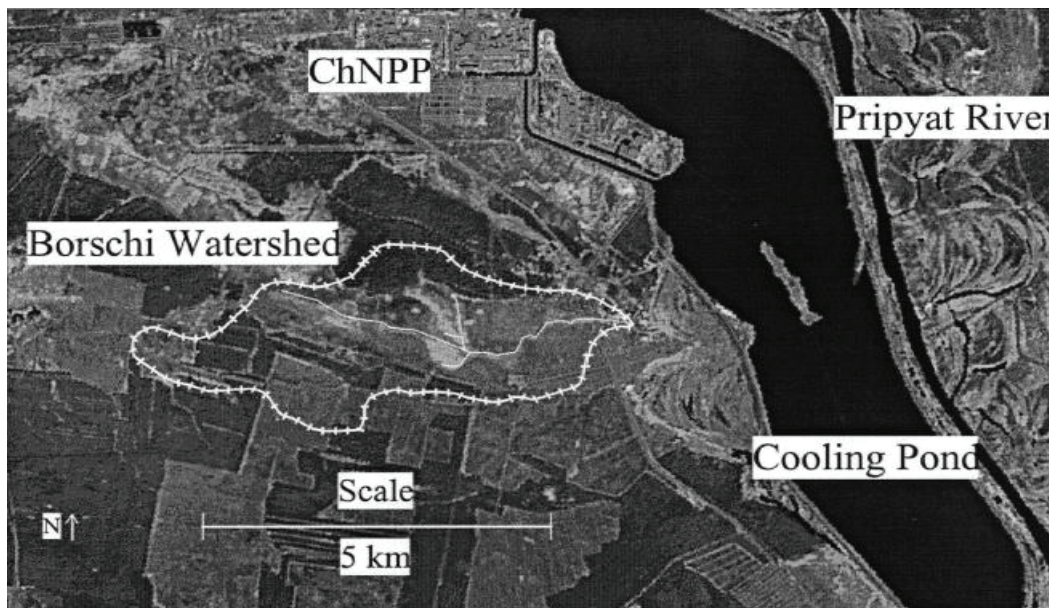 ChNPP
Pripyat River
Borschi Watershed
Cooling Pond
Scale
N↑
5 km